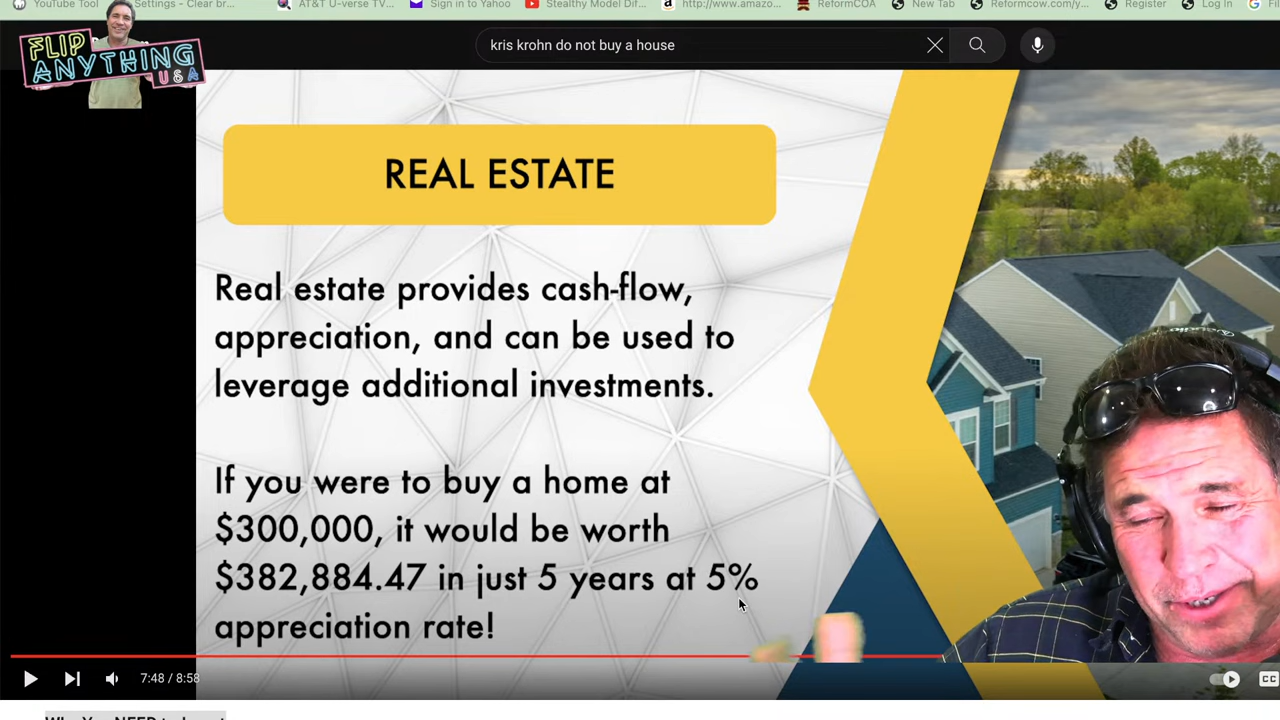 YouTube Tool
Settings - Clear br...
AT&T U-verse TV...
Sign in to Yahoo
Stealthy Model Dif...
http://www.amazo...
ReformCOA
New Tab
Reformcow.com/y...
Register
Log In
FLIP
ANYTHING
USA
kris krohn do not buy a house
REAL ESTATE
Real estate provides cash-flow,
appreciation, and can be used to
leverage additional investments.
If you were to buy a home at
$300,000, it would be worth
$382,884.47 in just 5 years at 5%
appreciation rate!
7:48 / 8:58
CC